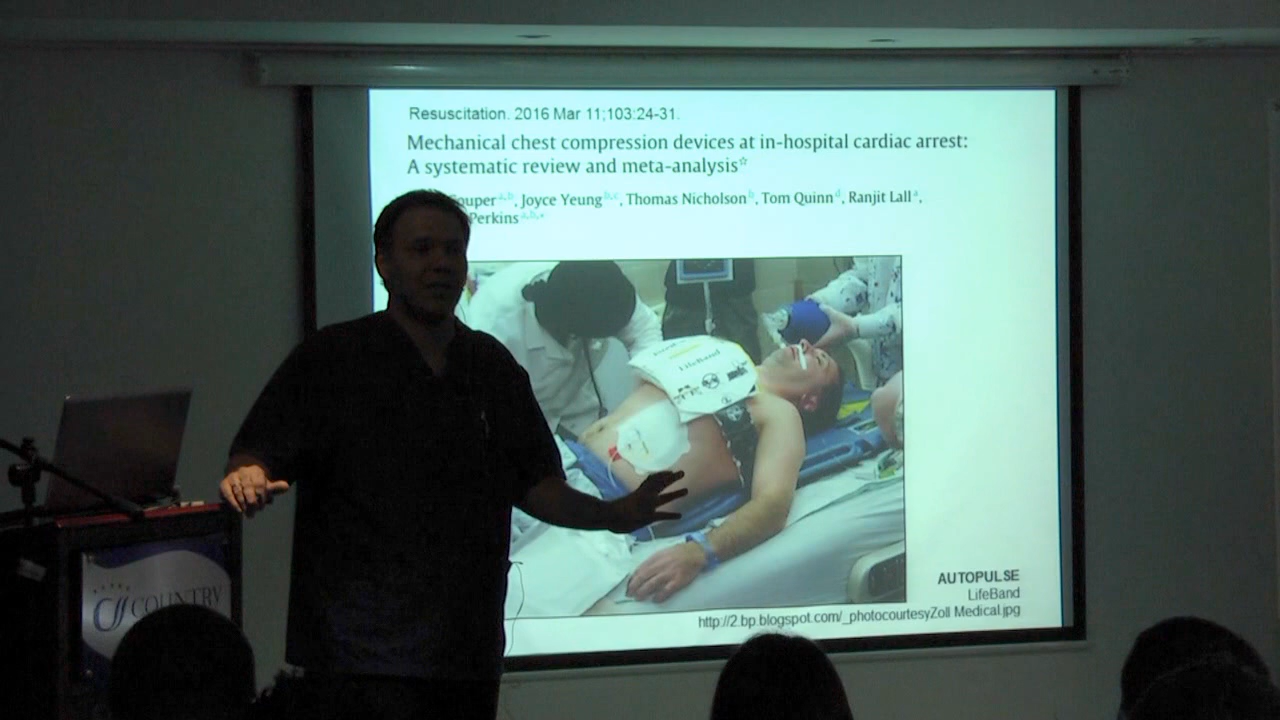 Resuscitation. 2016 Mar 11;103:24-31.
Mechanical chest compression devices at in-hospital cardiac arrest:
A systematic review and meta-analysis☆
ouper a,b, Joyce Yeung b,c, Thomas Nicholson b, Tom Quinn d, Ranjit Lall a,
Perkins a,b,*
LifeBand
AUTOPULSE
LifeBand
http://2.bp.blogspot.com/_photocourtesyZoll Medical.jpg
COUNTRY